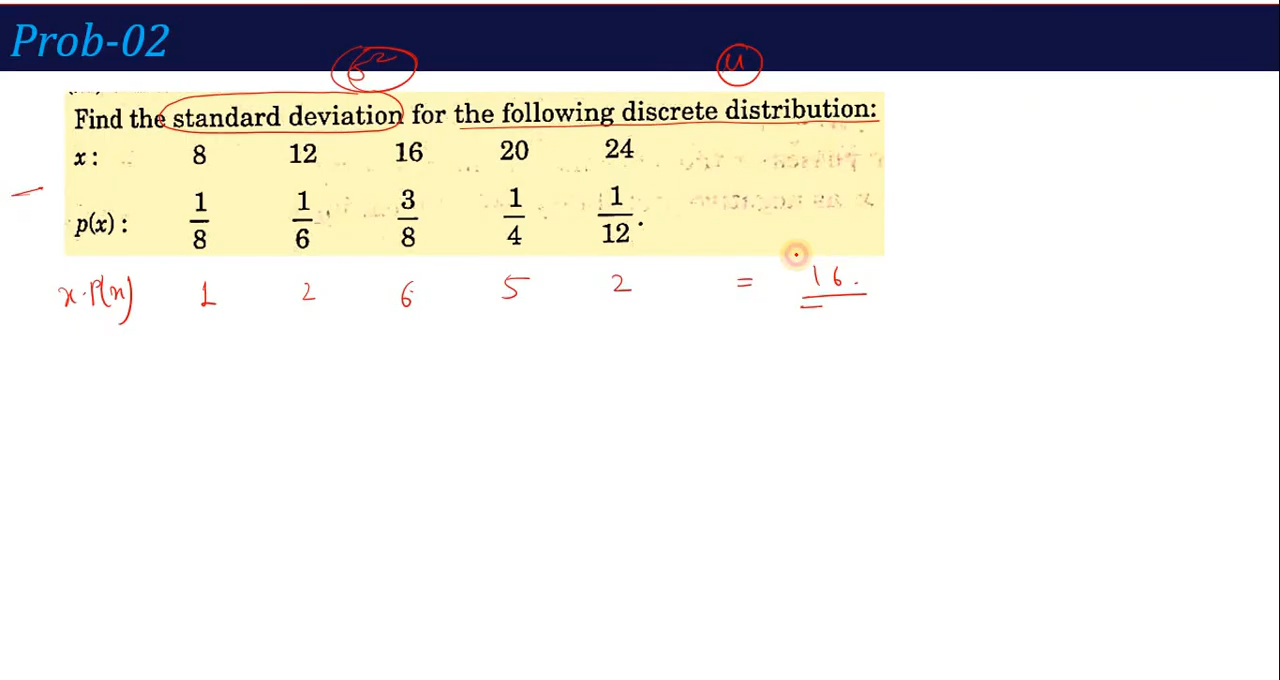 Prob-02
σ² μ
Find the standard deviation for the following discrete distribution:
x: 8 12 16 20 24
p(x): 1/8 1/6 3/8 1/4 1/12.
x·P(x) 1 2 6 5 2 = 16.